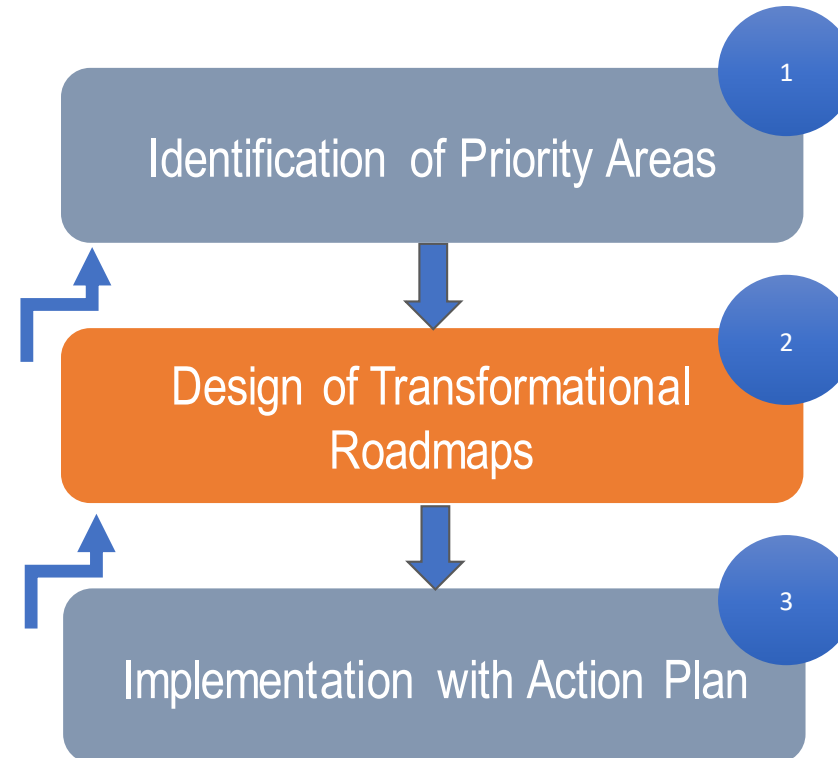 1
Identification of Priority Areas
2
Design of Transformational
Roadmaps
3
Implementation with Action Plan